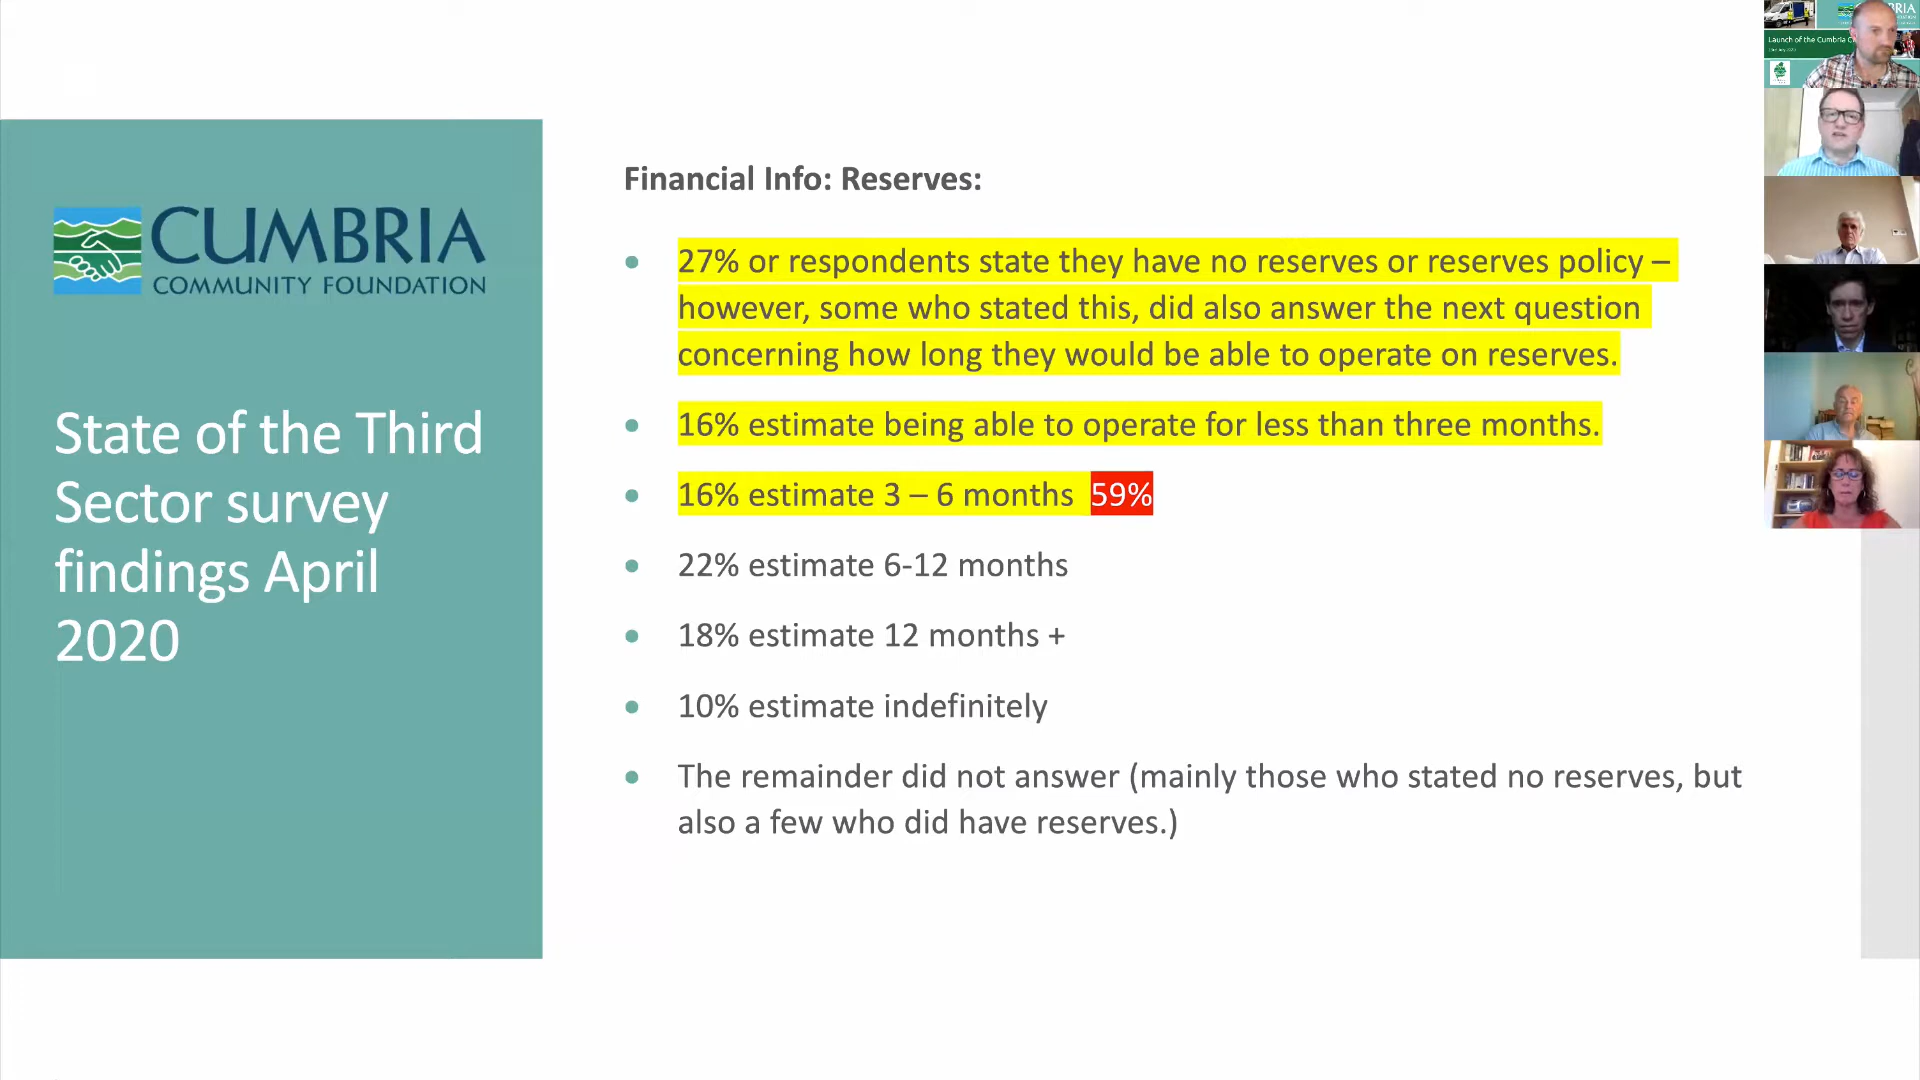 CUMBRIA
COMMUNITY FOUNDATION
State of the Third
Sector survey
findings April
2020
Financial Info: Reserves:
27% or respondents state they have no reserves or reserves policy –
however, some who stated this, did also answer the next question
concerning how long they would be able to operate on reserves.
16% estimate being able to operate for less than three months.
16% estimate 3 – 6 months 59%
22% estimate 6-12 months
18% estimate 12 months +
10% estimate indefinitely
The remainder did not answer (mainly those who stated no reserves, but
also a few who did have reserves.)
Launch of the Cumbria